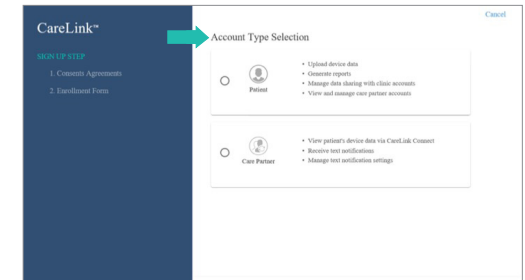 Cancel
CareLink™
Account Type Selection
SIGN UP STEP
1. Consents Agreements
2. Enrollment Form
• Upload device data
• Generate reports
• Manage data sharing with clinic accounts
• View and manage care partner accounts
Patient
• View patient's device data via CareLink Connect
• Receive text notifications
• Manage text notification settings
Care Partner